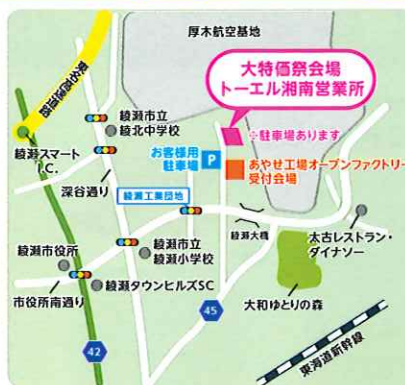 厚木航空基地
大特価祭会場
トーエル湘南営業所
東名高速道路
綾瀬市立
綾北中学校
※駐車場あります
お客様用
駐車場
P
あやせ工場オープンファクトリー
受付会場
綾瀬スマート
I.C.
深谷通り
綾瀬工業団地
綾瀬大橋
太古レストラン・
ダイナソー
綾瀬市役所
綾瀬市立
綾瀬小学校
市役所南通り
綾瀬タウンヒルズSC
大和ゆとりの森
45
42
東海道新幹線